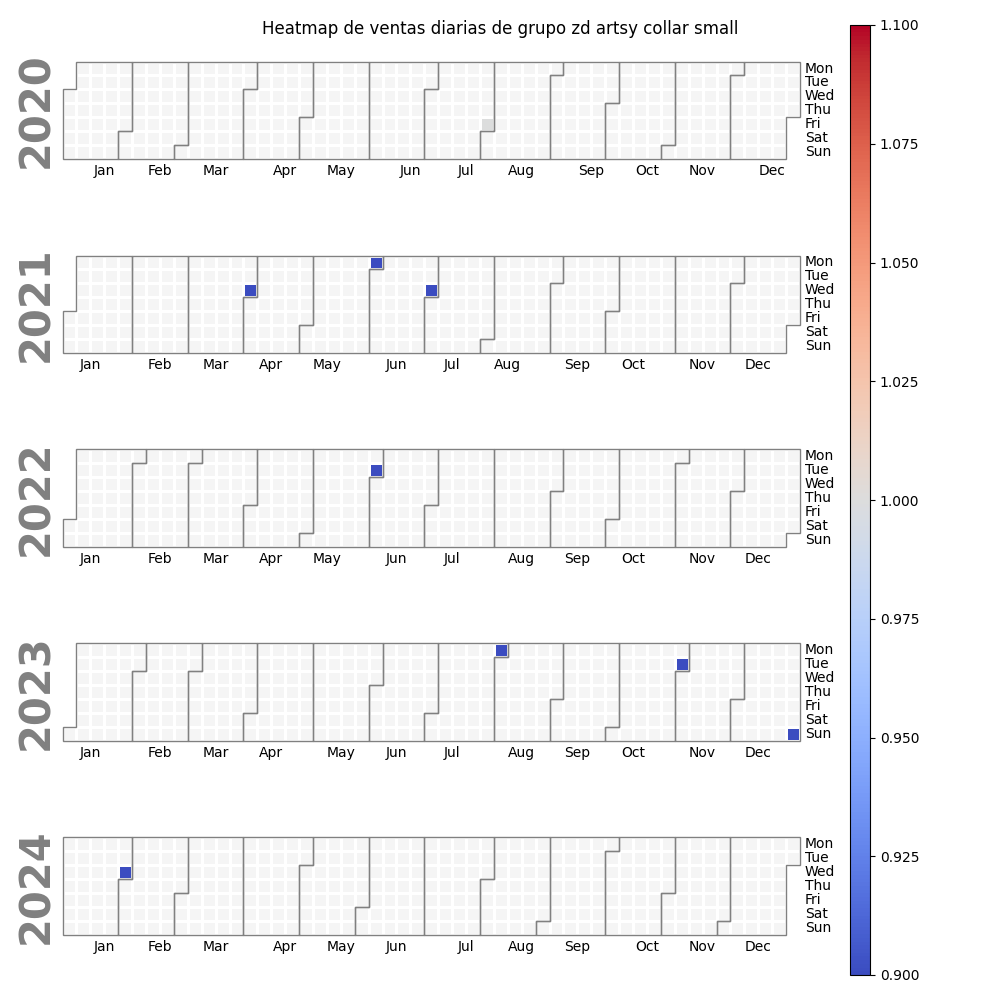 Heatmap de ventas diarias de grupo zd artsy collar small
2020
Mon
Tue
Wed
Thu
Fri
Sat
Sun
Jan Feb Mar Apr May Jun Jul Aug Sep Oct Nov Dec
2021
Mon
Tue
Wed
Thu
Fri
Sat
Sun
Jan Feb Mar Apr May Jun Jul Aug Sep Oct Nov Dec
2022
Mon
Tue
Wed
Thu
Fri
Sat
Sun
Jan Feb Mar Apr May Jun Jul Aug Sep Oct Nov Dec
2023
Mon
Tue
Wed
Thu
Fri
Sat
Sun
Jan Feb Mar Apr May Jun Jul Aug Sep Oct Nov Dec
2024
Mon
Tue
Wed
Thu
Fri
Sat
Sun
Jan Feb Mar Apr May Jun Jul Aug Sep Oct Nov Dec
1.100
1.075
1.050
1.025
1.000
0.975
0.950
0.925
0.900